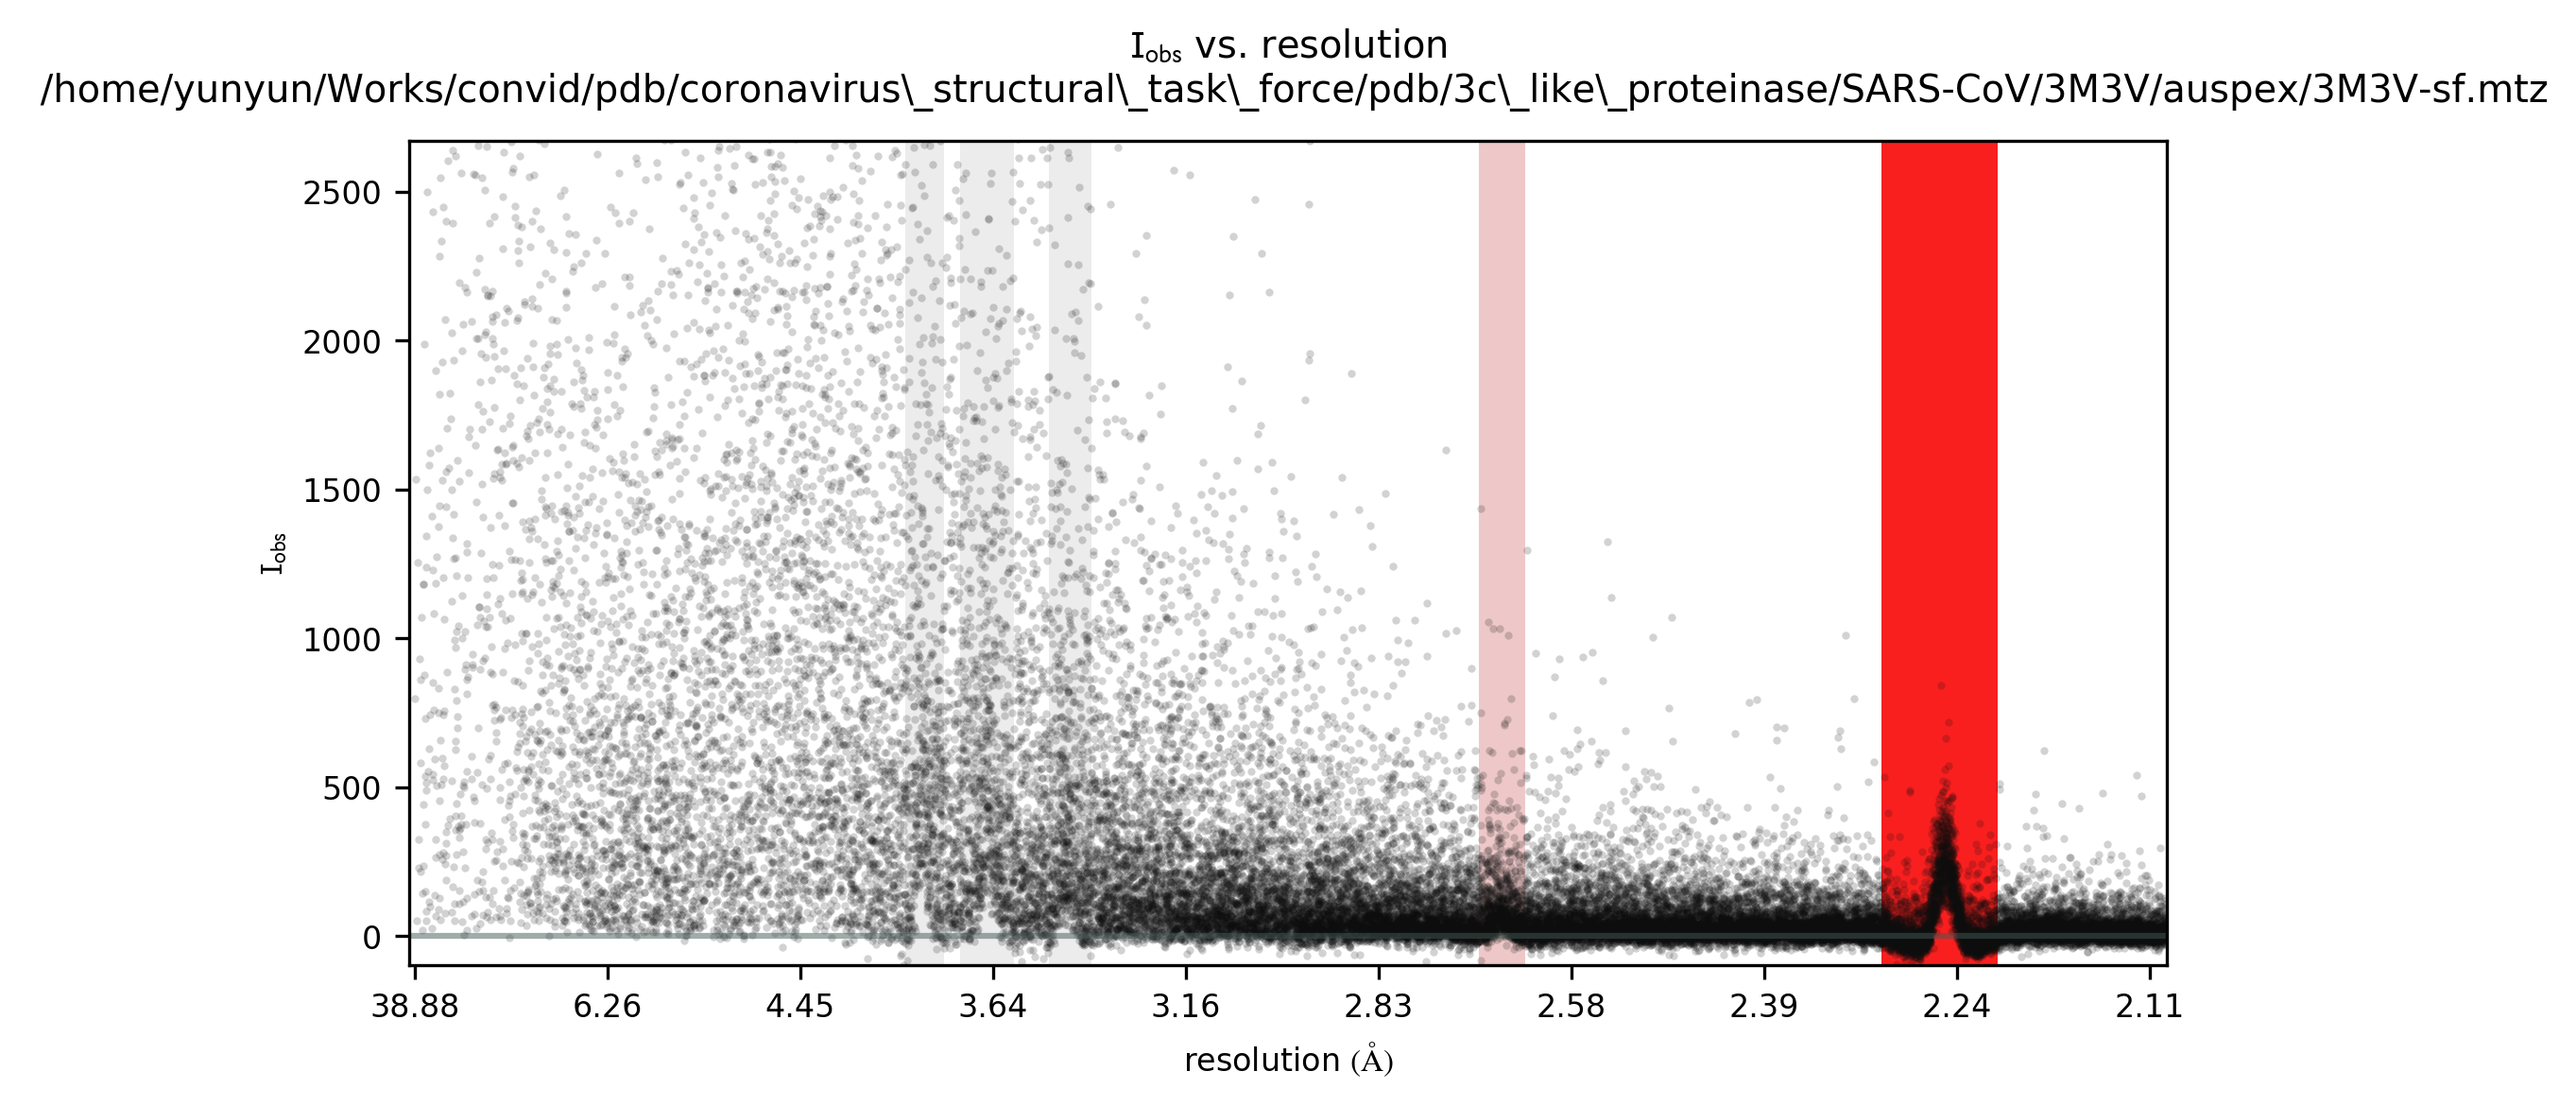 Iobs vs. resolution
/home/yunyun/Works/convid/pdb/coronavirus\_structural\_task\_force/pdb/3c\_like\_proteinase/SARS-CoV/3M3V/auspex/3M3V-sf.mtz
2500
2000
1500
1000
500
0
Iobs
38.88 6.26 4.45 3.64 3.16 2.83 2.58 2.39 2.24 2.11
resolution (Å)